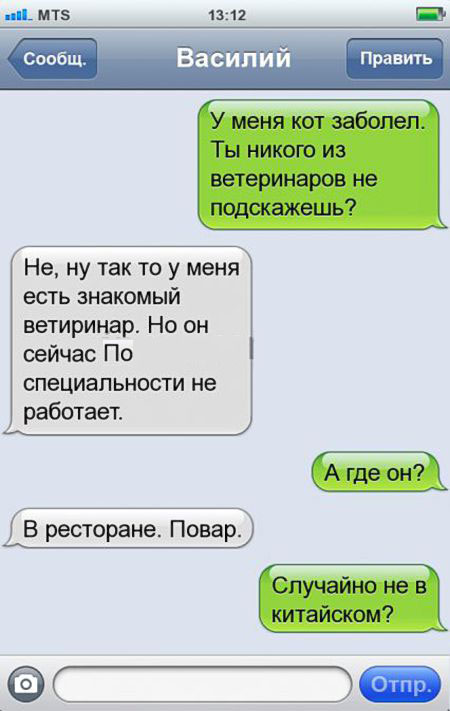 MTS 13:12
Сообщ. Василий Править
У меня кот заболел.
Ты никого из
ветеринаров не
подскажешь?
Не, ну так то у меня
есть знакомый
ветиринар. Но он
сейчас По
специальности не
работает.
А где он?
В ресторане. Повар.
Случайно не в
китайском?
Отпр.